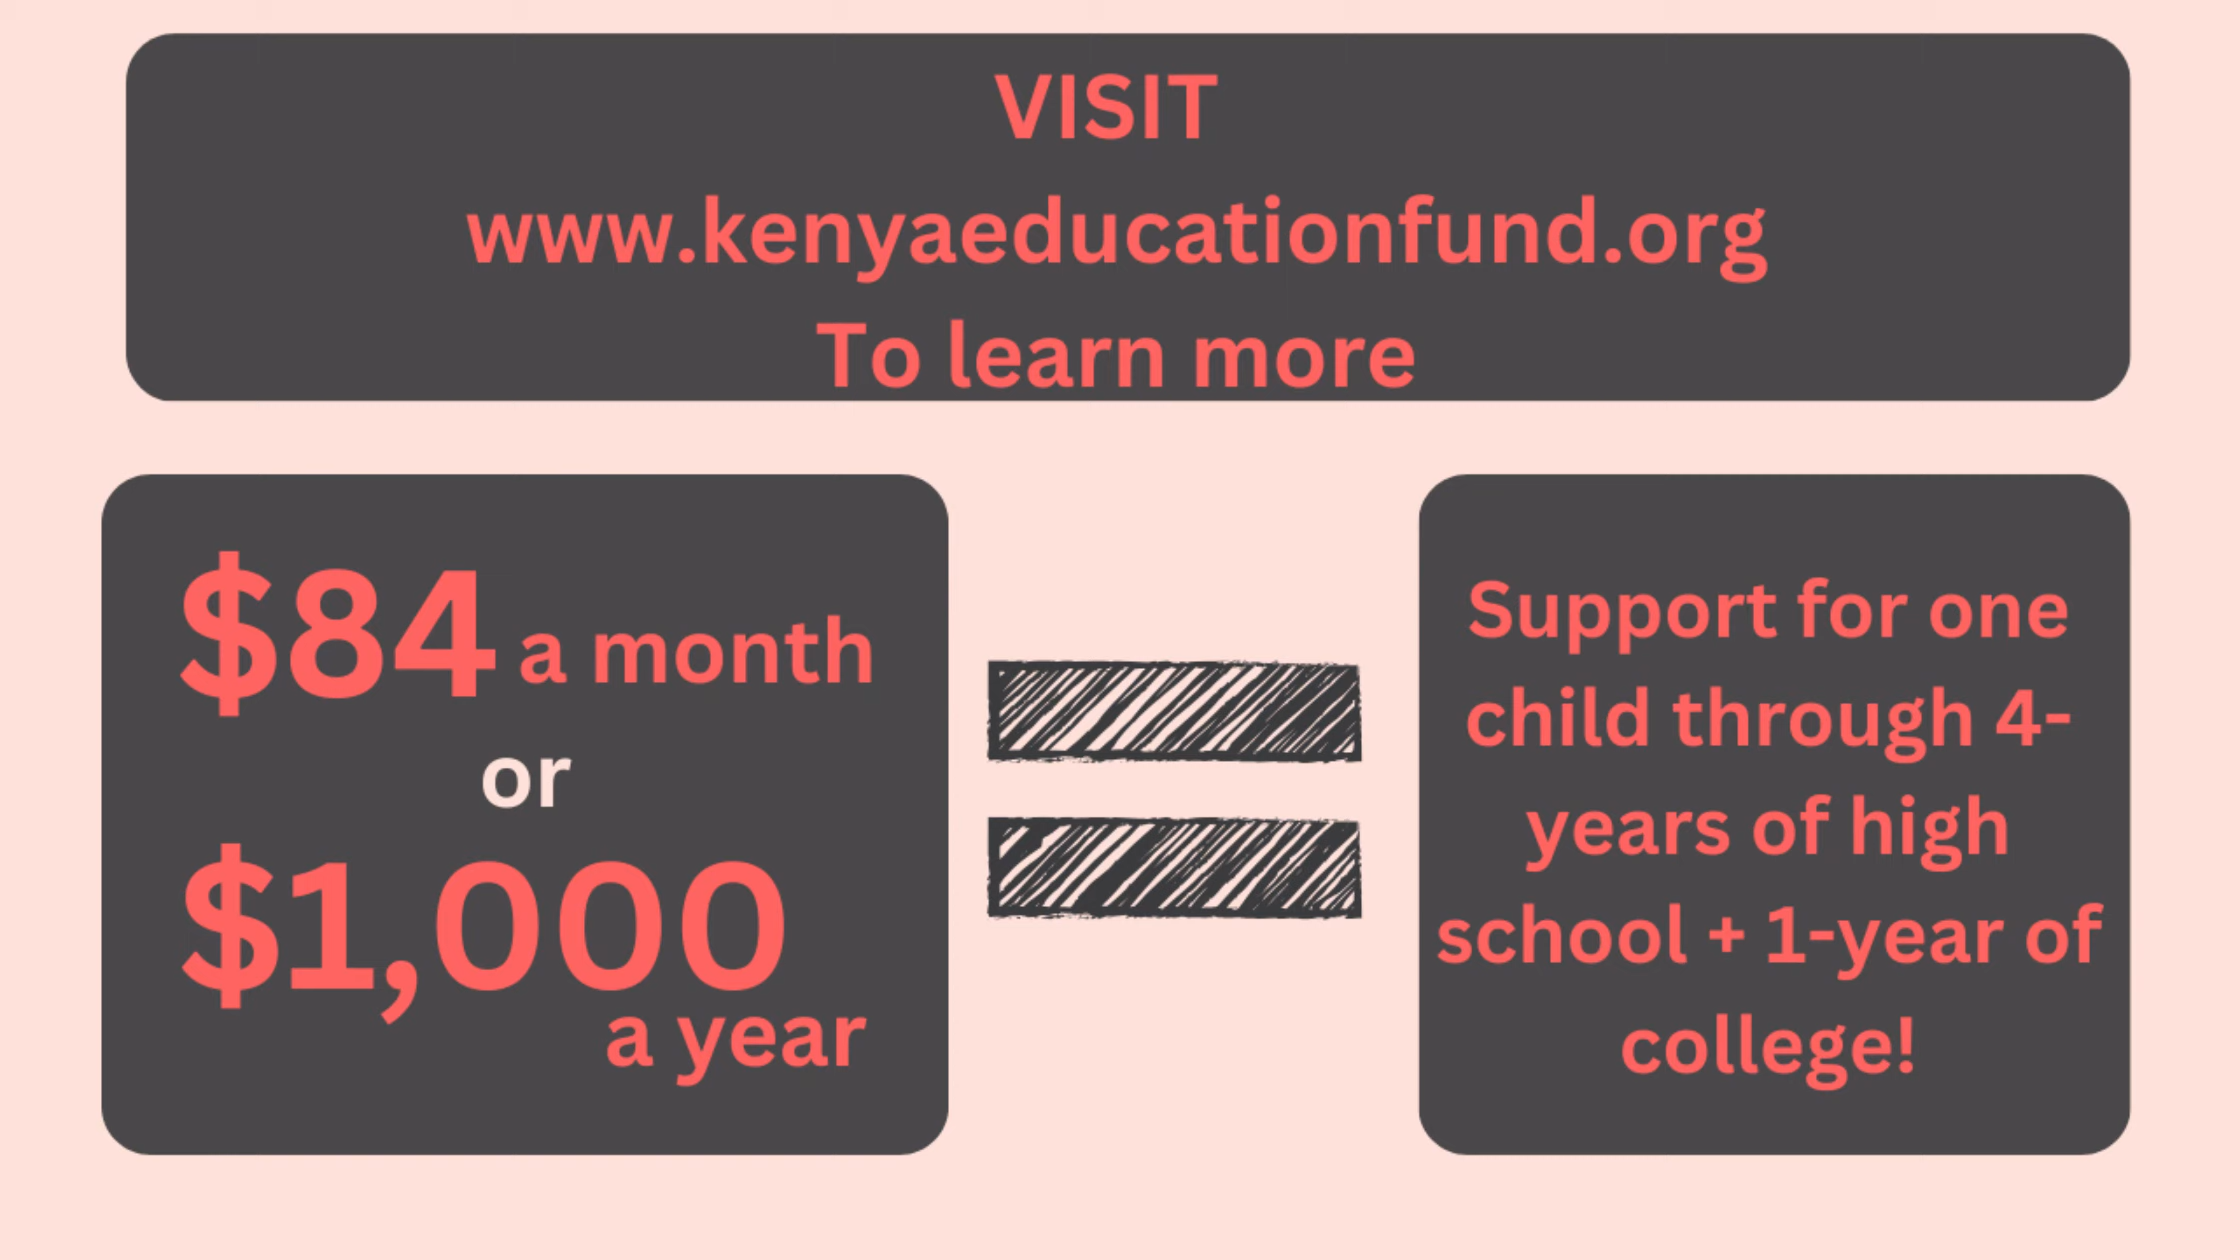 VISIT
www.kenyaeducationfund.org
To learn more
$84 a month
or
$1,000
a year
Support for one
child through 4-
years of high
school + 1-year of
college!